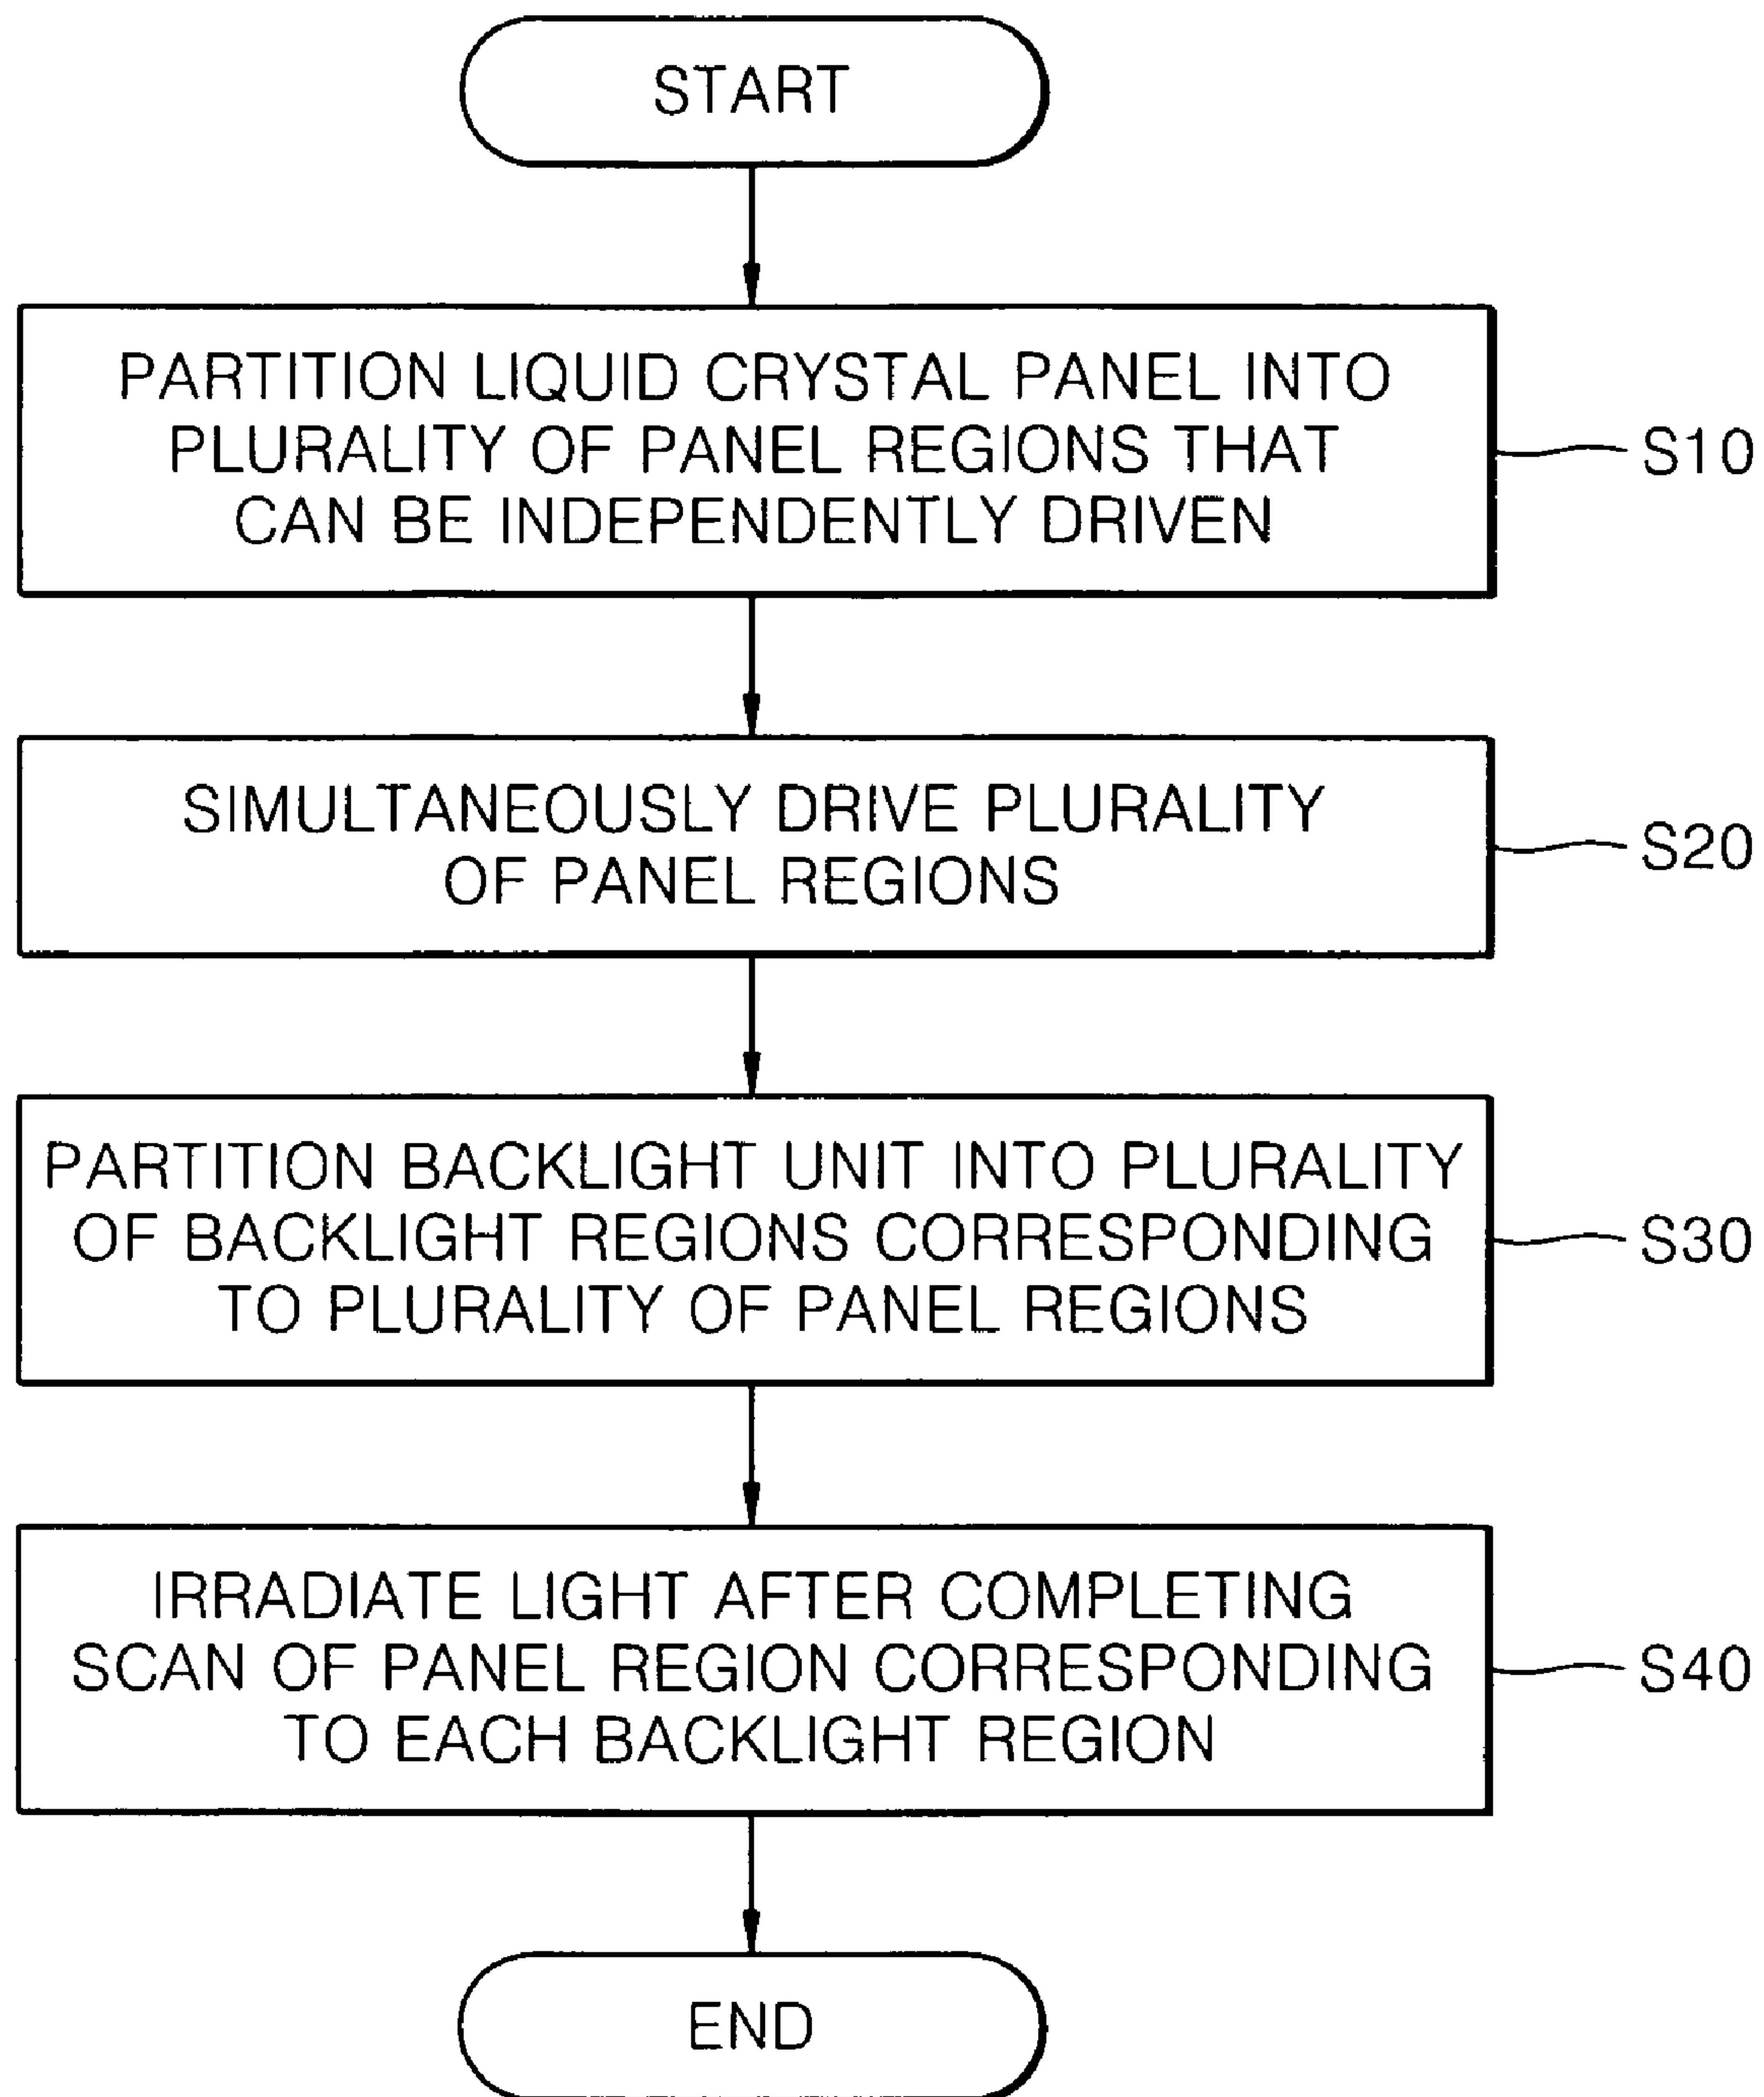 START
PARTITION LIQUID CRYSTAL PANEL INTO
PLURALITY OF PANEL REGIONS THAT
CAN BE INDEPENDENTLY DRIVEN
S10
SIMULTANEOUSLY DRIVE PLURALITY
OF PANEL REGIONS
S20
PARTITION BACKLIGHT UNIT INTO PLURALITY
OF BACKLIGHT REGIONS CORRESPONDING
TO PLURALITY OF PANEL REGIONS
S30
IRRADIATE LIGHT AFTER COMPLETING
SCAN OF PANEL REGION CORRESPONDING
TO EACH BACKLIGHT REGION
S40
END